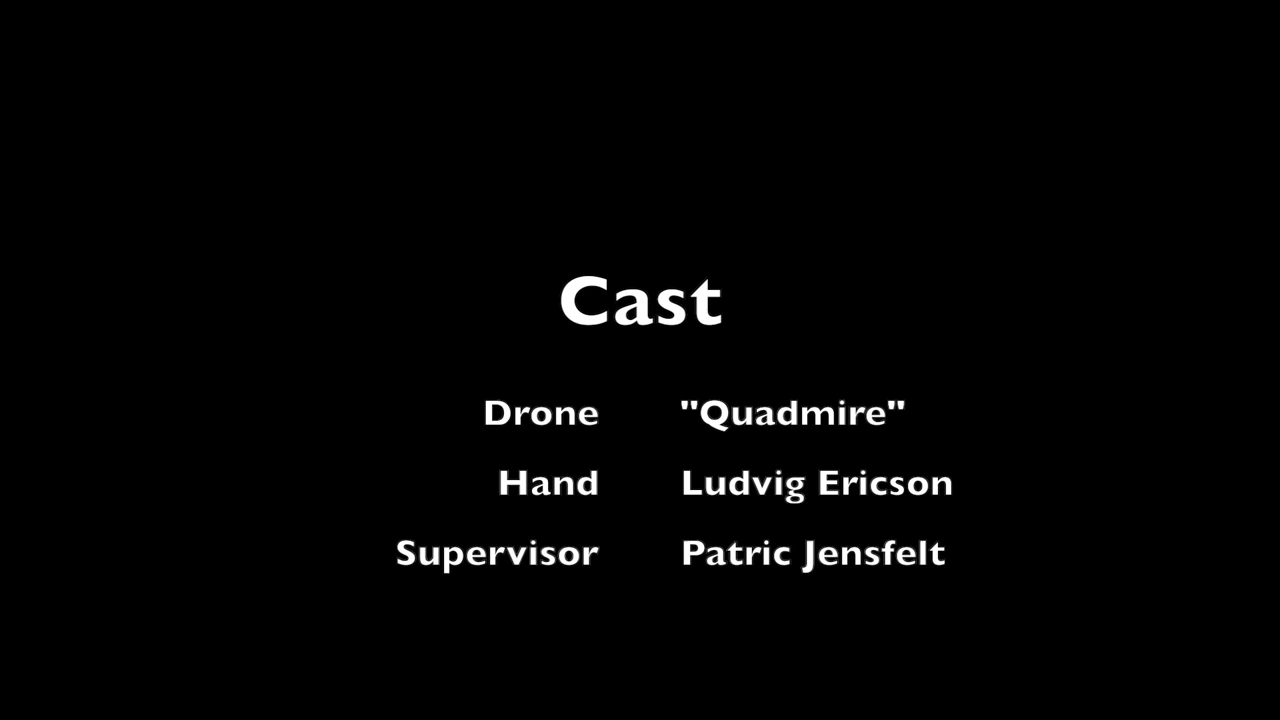 Cast
Drone "Quadmire"
Hand Ludvig Ericson
Supervisor Patric Jensfelt